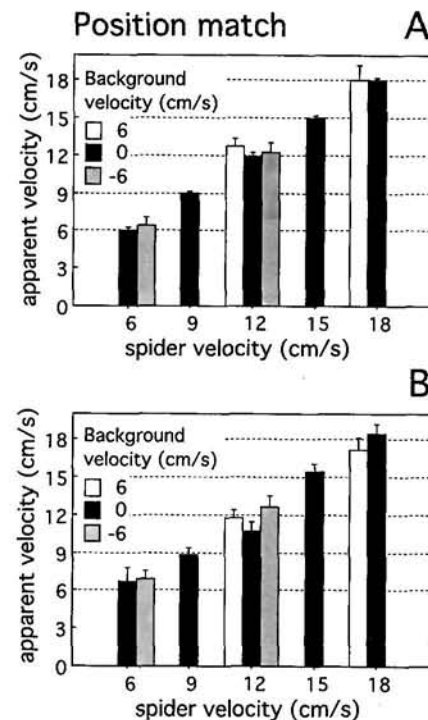 Position match
A
Background
velocity (cm/s)
6
0
-6
apparent velocity (cm/s)
18
15
12
9
6
3
0
6 9 12 15 18
spider velocity (cm/s)
B
Background
velocity (cm/s)
6
0
-6
apparent velocity (cm/s)
18
15
12
9
6
3
0
6 9 12 15 18
spider velocity (cm/s)